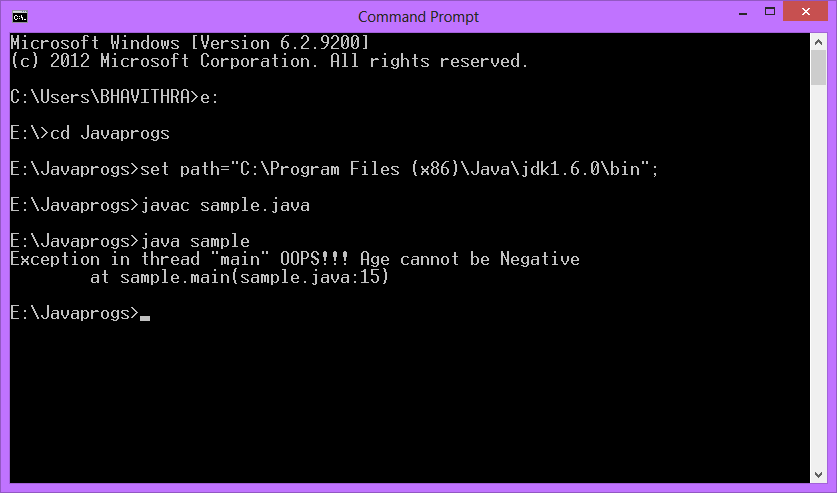 Command Prompt
Microsoft Windows [Version 6.2.9200]
(c) 2012 Microsoft Corporation. All rights reserved.
C:\Users\BHAVITHRA>e:
E:\>cd Javaprogs
E:\Javaprogs>set path="C:\Program Files (x86)\Java\jdk1.6.0\bin";
E:\Javaprogs>javac sample.java
E:\Javaprogs>java sample
Exception in thread "main" OOPS!!! Age cannot be Negative
        at sample.main(sample.java:15)
E:\Javaprogs>